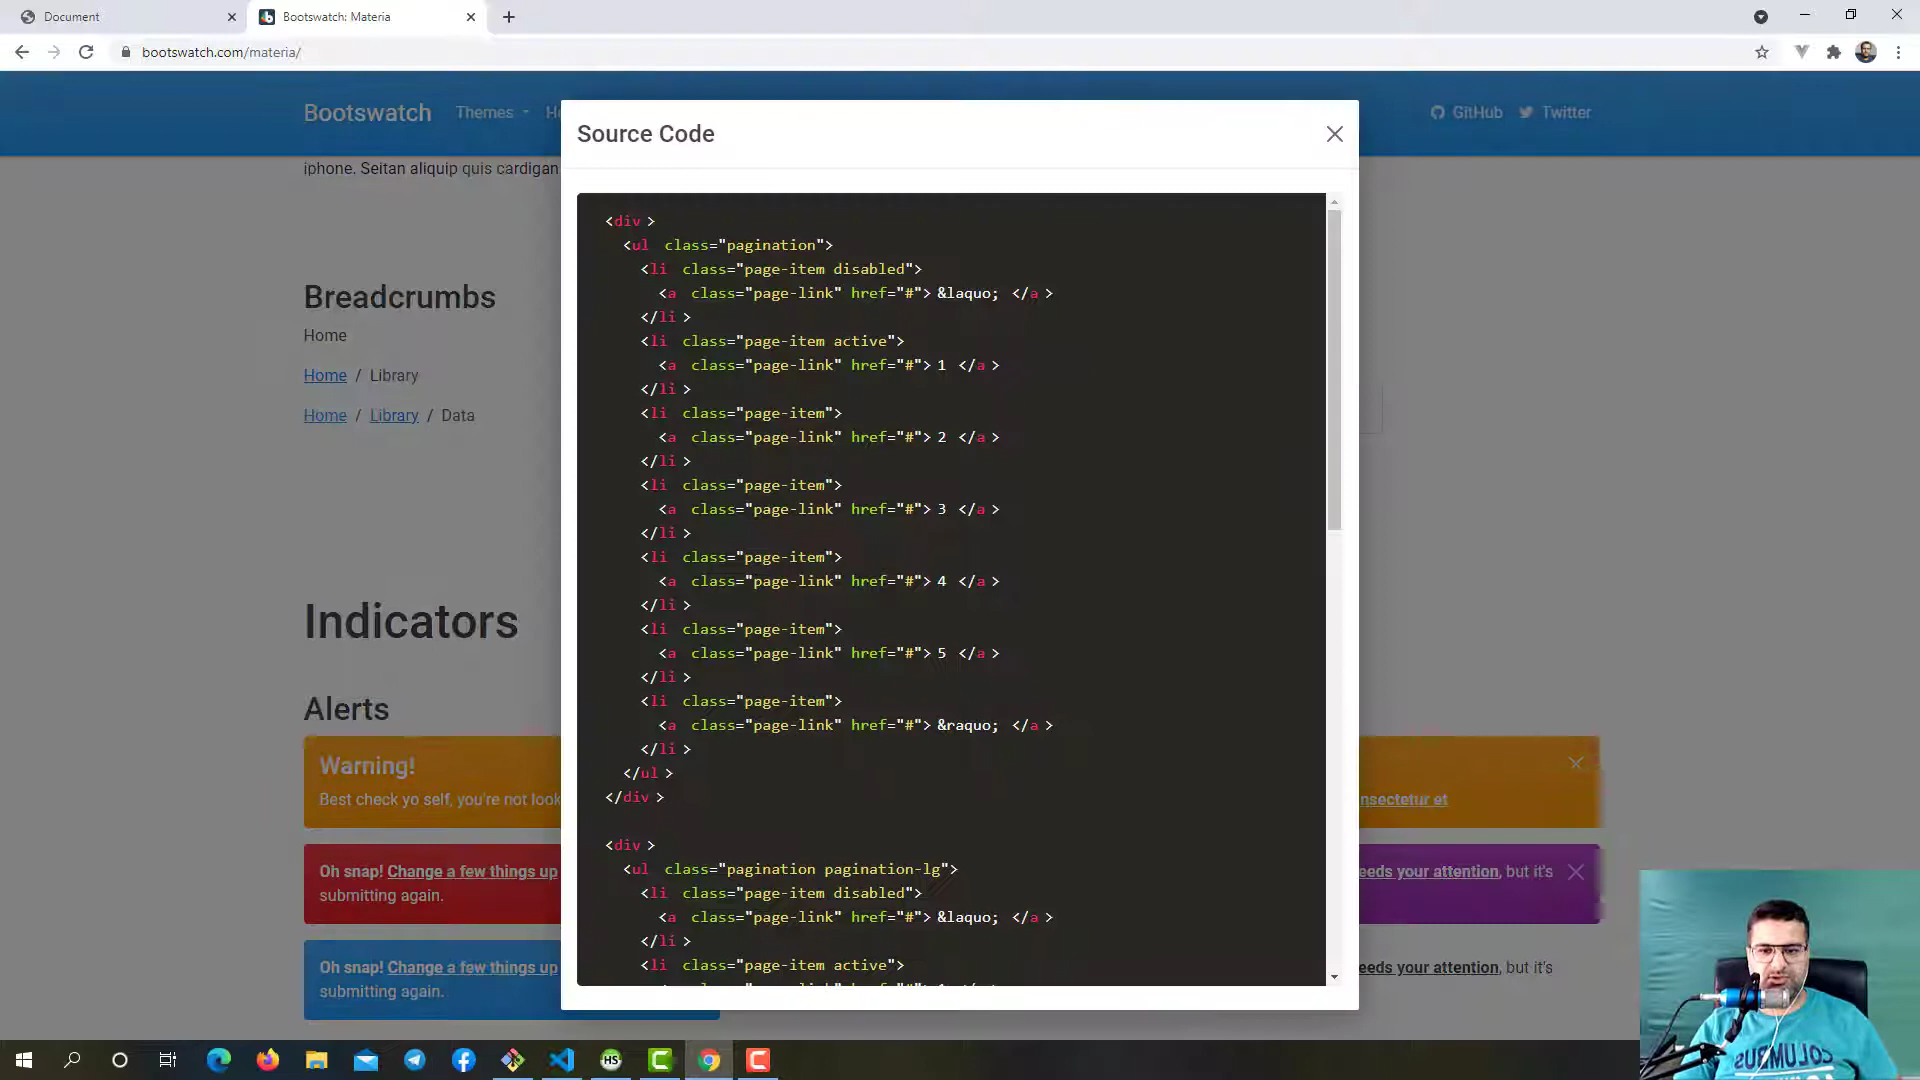 Document
Bootswatch: Materia
bootswatch.com/materia/
Bootswatch Themes
GitHub Twitter
iphone. Seitan aliquip quis cardigan
Breadcrumbs
Home
Home / Library
Home / Library / Data
Indicators
Alerts
Warning!
Best check yo self, you're not look
Oh snap! Change a few things up
submitting again.
Oh snap! Change a few things up
submitting again.
Source Code
<div >
<ul class="pagination">
<li class="page-item disabled">
<a class="page-link" href="#"> &laquo; </a >
</li >
<li class="page-item active">
<a class="page-link" href="#"> 1 </a >
</li >
<li class="page-item">
<a class="page-link" href="#"> 2 </a >
</li >
<li class="page-item">
<a class="page-link" href="#"> 3 </a >
</li >
<li class="page-item">
<a class="page-link" href="#"> 4 </a >
</li >
<li class="page-item">
<a class="page-link" href="#"> 5 </a >
</li >
<li class="page-item">
<a class="page-link" href="#"> &raquo; </a >
</li >
</ul >
</div >
<div >
<ul class="pagination pagination-lg">
<li class="page-item disabled">
<a class="page-link" href="#"> &laquo; </a >
</li >
<li class="page-item active">
nsectetur et
eeds your attention, but it's
eeds your attention, but it's
HS
COLUMBUS